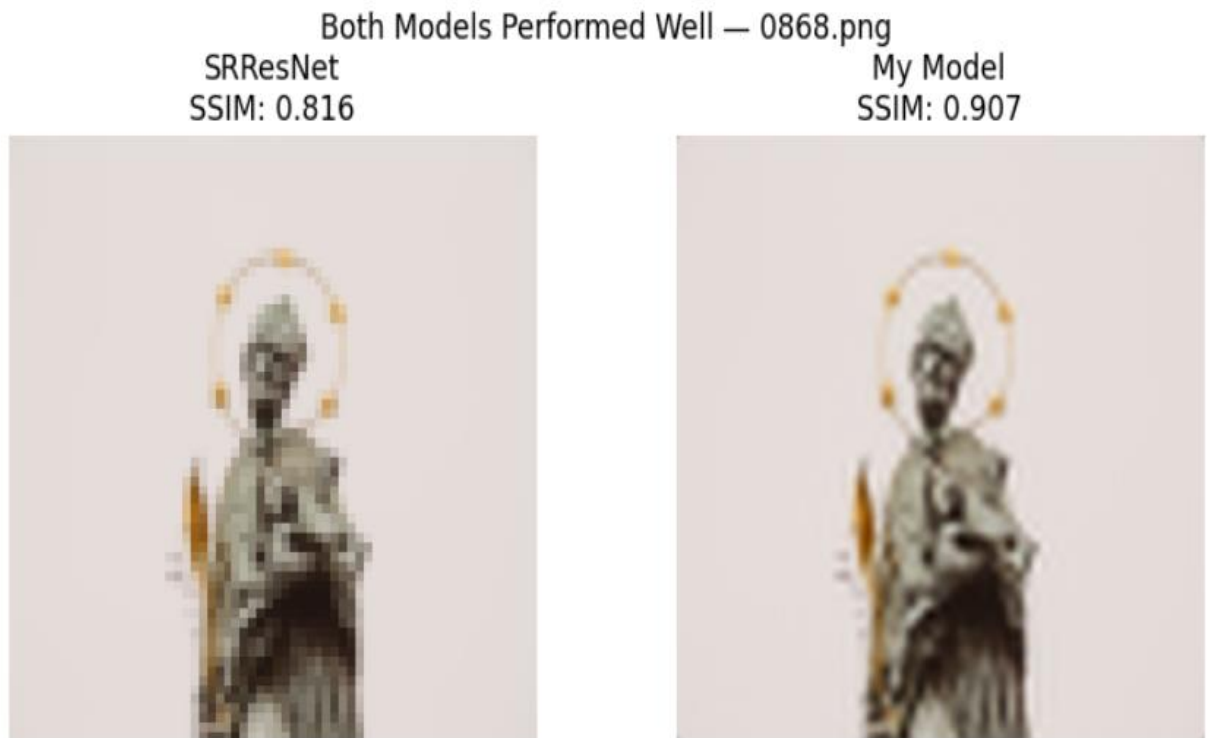 Both Models Performed Well — 0868.png
SRResNet
SSIM: 0.816
My Model
SSIM: 0.907